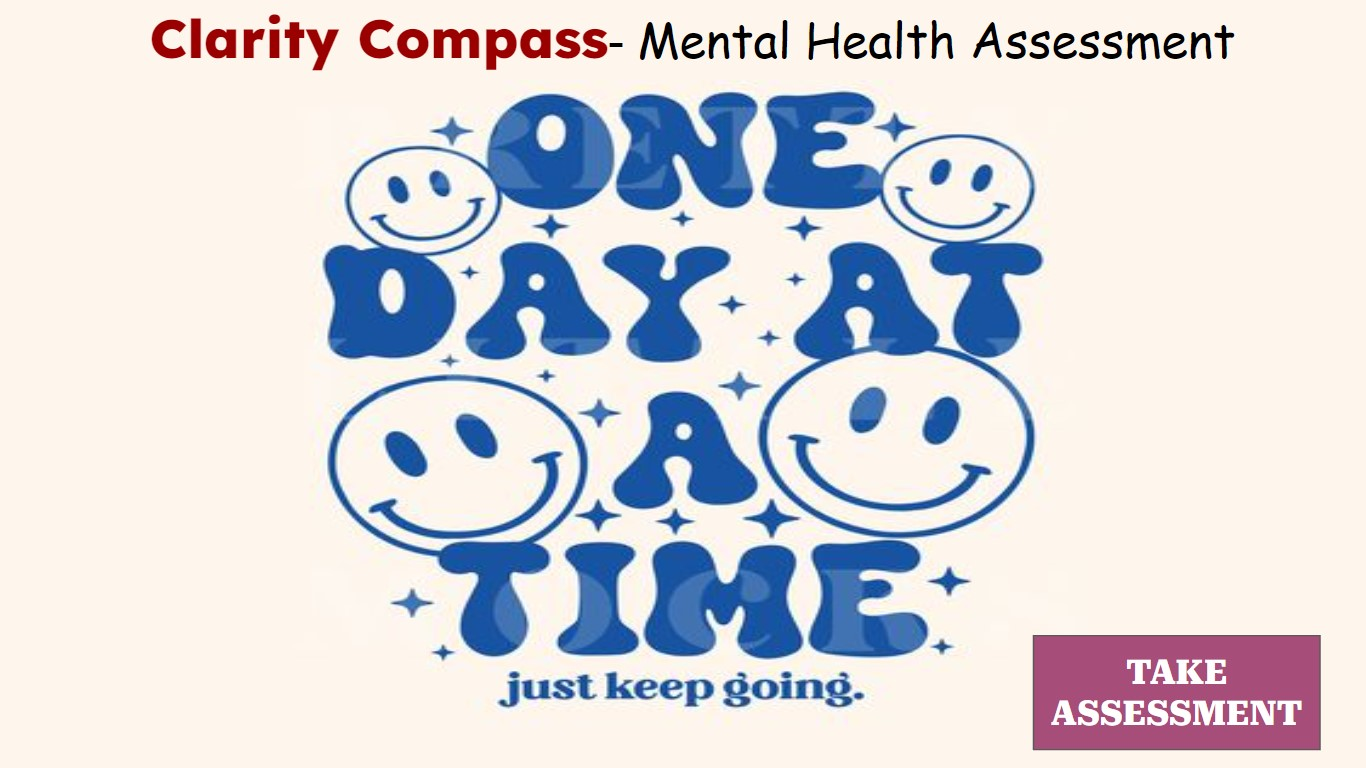 Clarity Compass- Mental Health Assessment
ONE
DAY AT
A
TIME
just keep going.
TAKE
ASSESSMENT